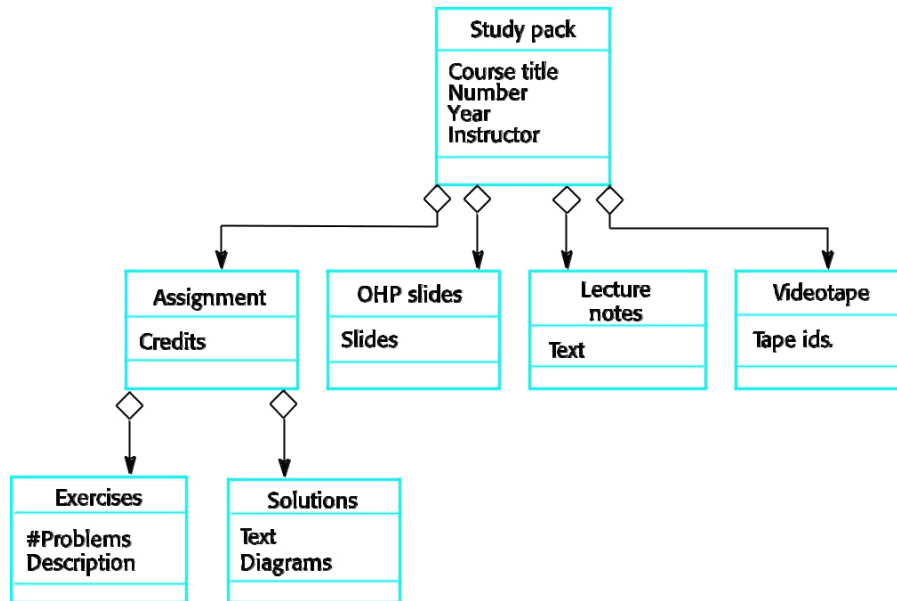 Study pack
Course title
Number
Year
Instructor
Assignment
Credits
OHP slides
Slides
Lecture
notes
Text
Videotape
Tape ids.
Exercises
#Problems
Description
Solutions
Text
Diagrams